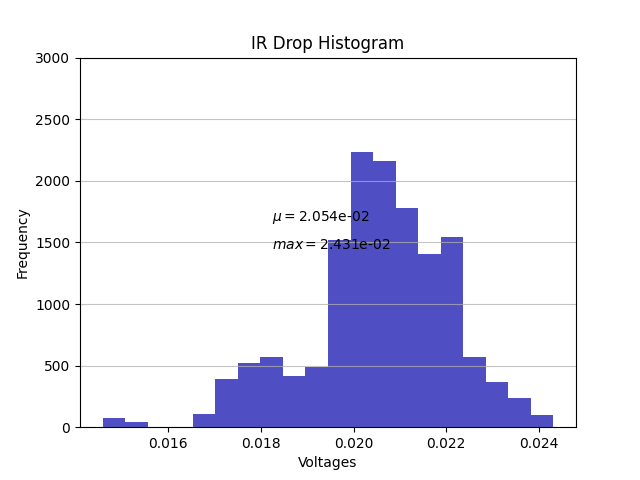 IR Drop Histogram
3000
2500
2000
1500
1000
500
0
Frequency
μ = 2.054e-02
max = 2.431e-02
0.016 0.018 0.020 0.022 0.024
Voltages